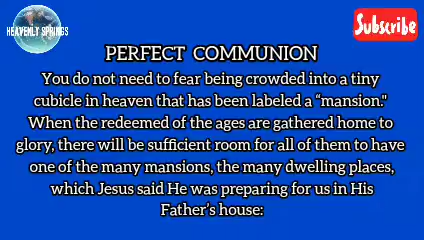 HEAVENLY SPRINGS
Subscribe
PERFECT COMMUNION
You do not need to fear being crowded into a tiny
cubicle in heaven that has been labeled a “mansion."
When the redeemed of the ages are gathered home to
glory, there will be sufficient room for all of them to have
one of the many mansions, the many dwelling places,
which Jesus said He was preparing for us in His
Father’s house: